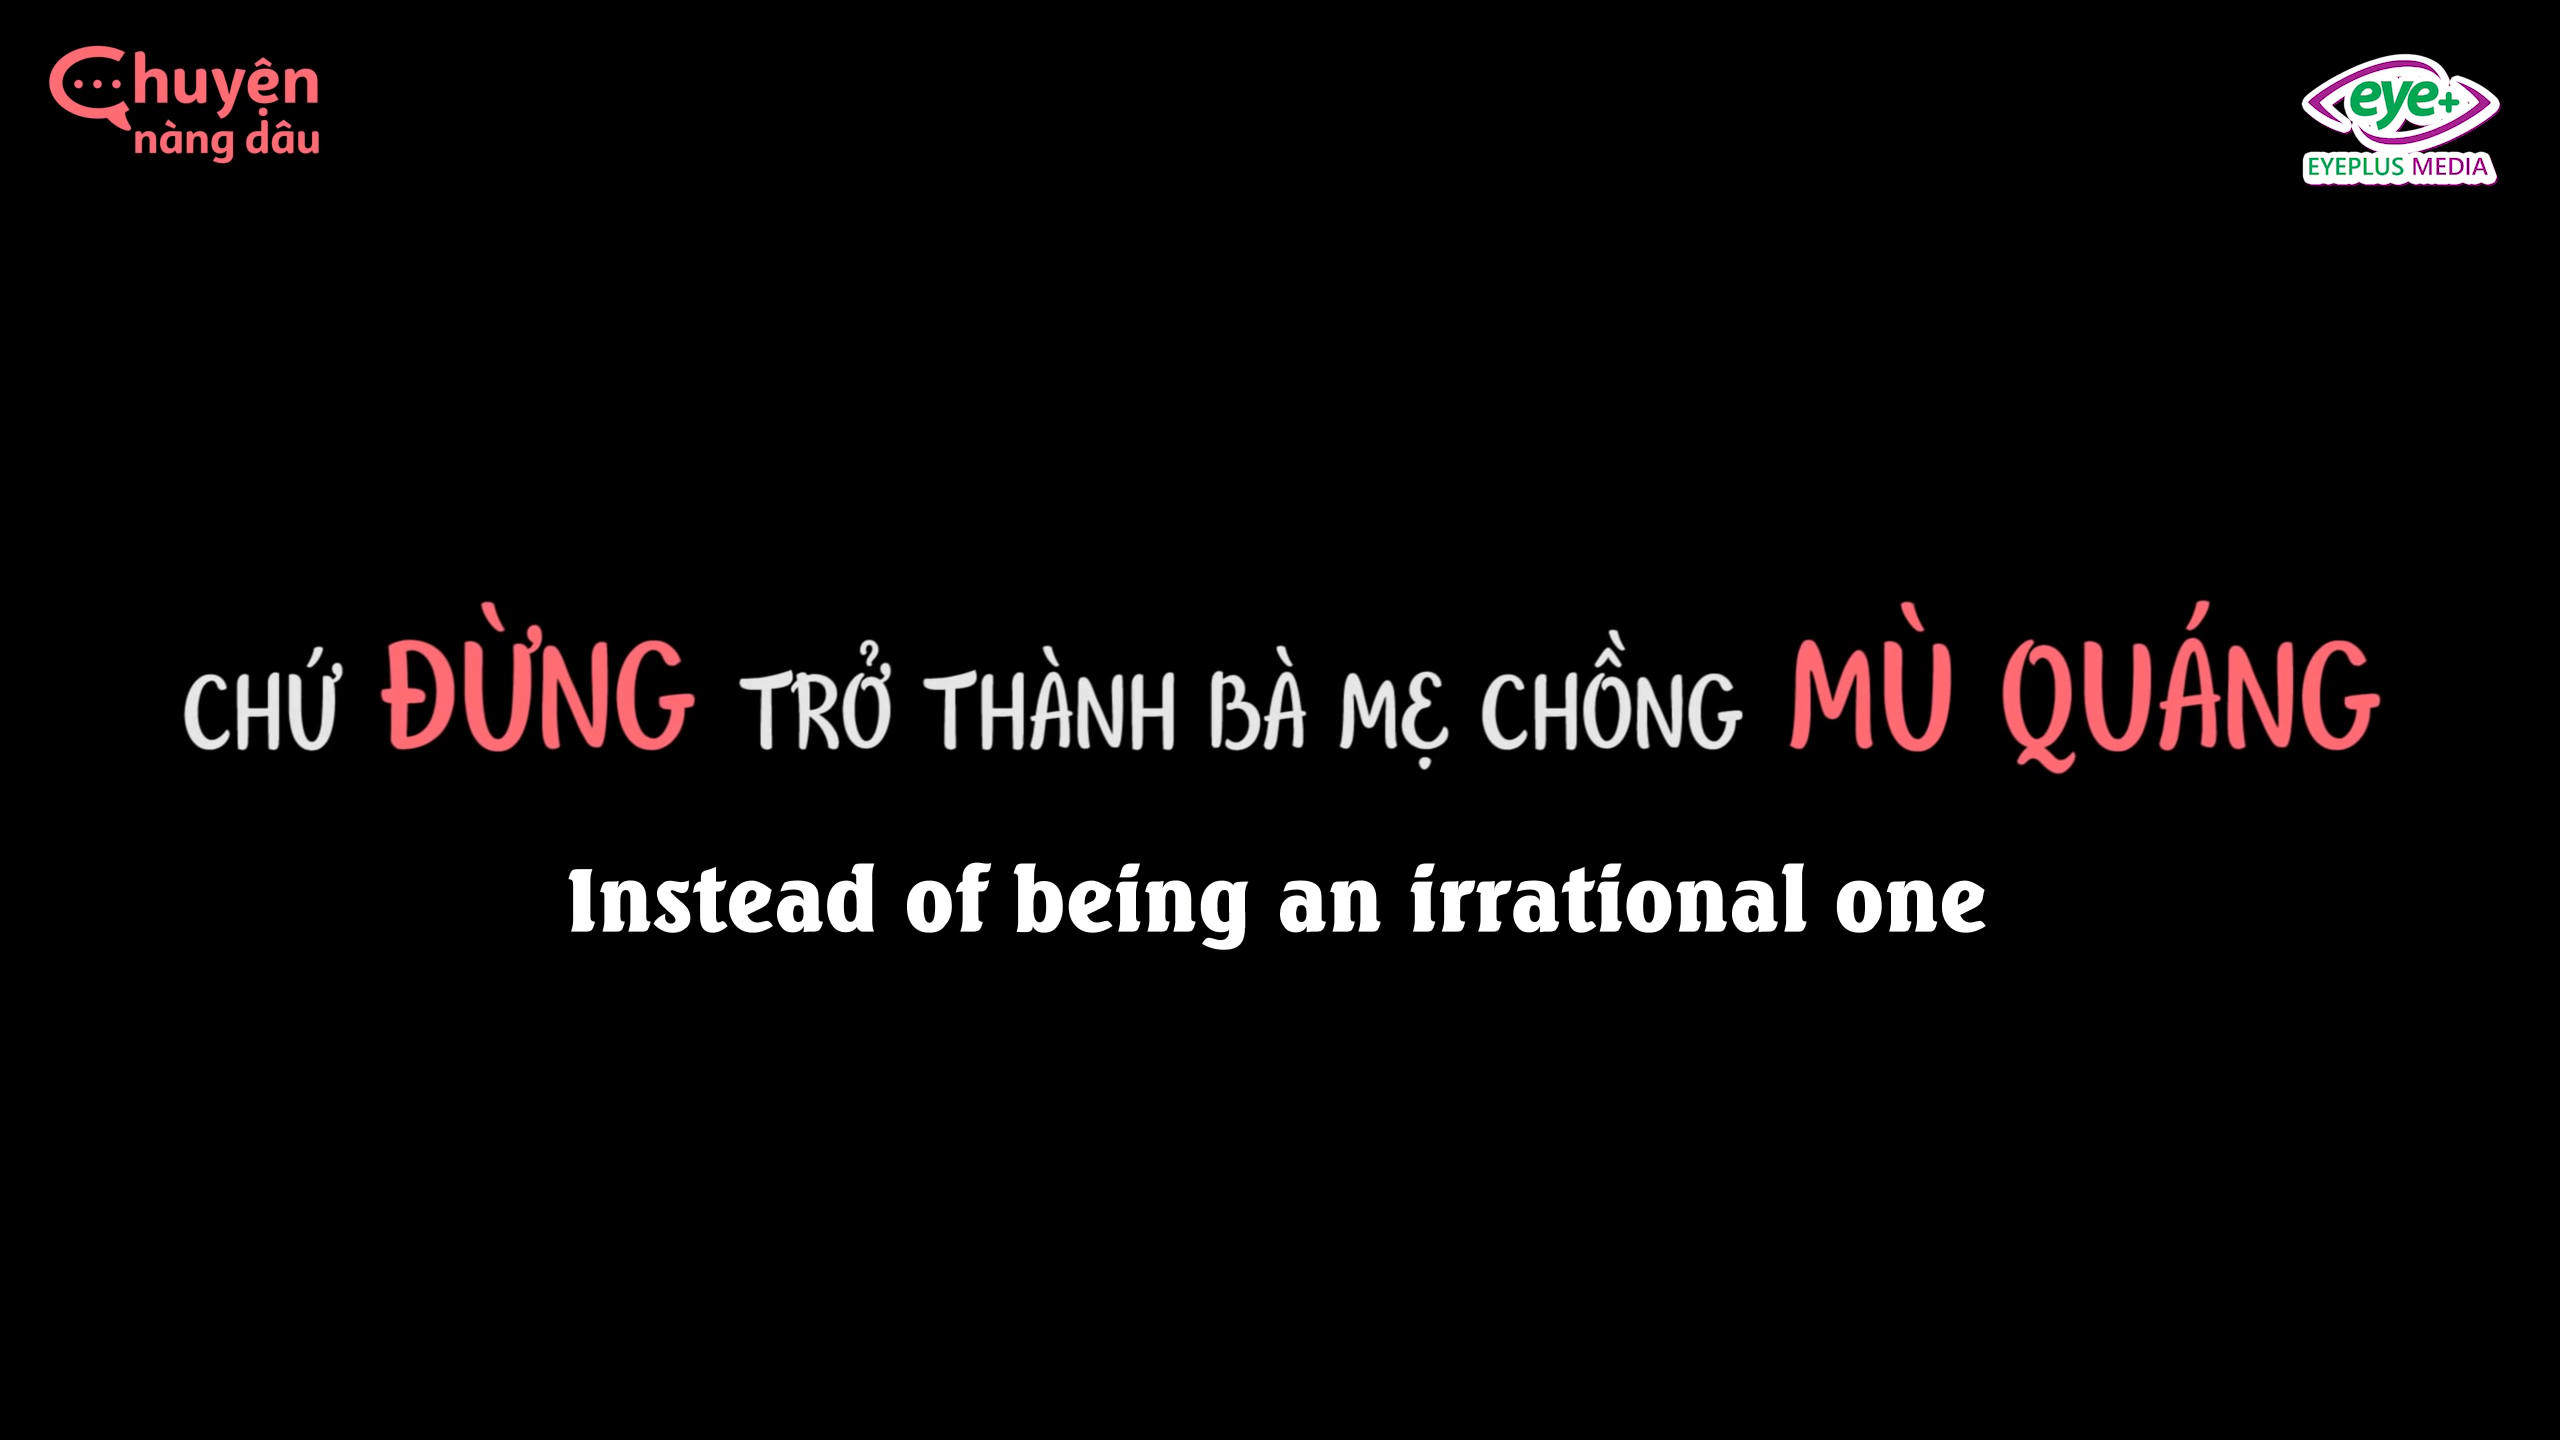 Chuyện
nàng dâu
eye+
EYEPLUS MEDIA
CHỨ ĐỪNG TRỞ THÀNH BÀ MẸ CHỒNG MÙ QUÁNG
Instead of being an irrational one